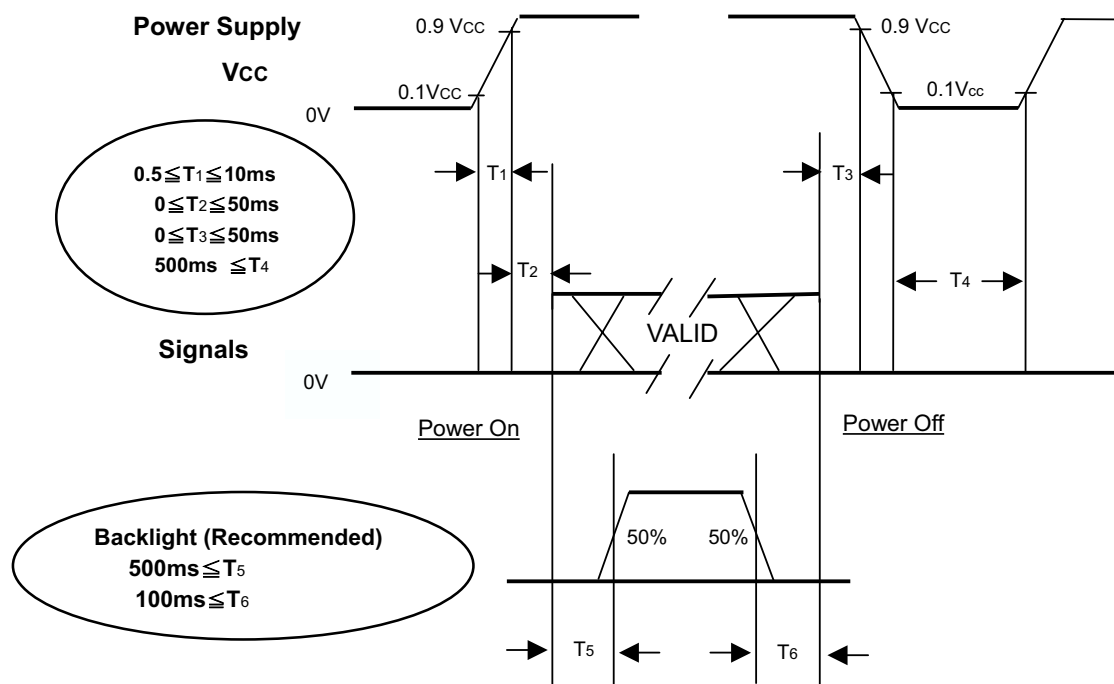 Power Supply
VCC
0.9 VCC
0.9 VCC
0.1VCC
0.1Vcc
0V
0.5≦T1≦10ms
0≦T2≦50ms
0≦T3≦50ms
500ms ≦T4
T1
T3
T2
T4
VALID
Signals
0V
Power On
Power Off
Backlight (Recommended)
500ms≦T5
100ms≦T6
50%
50%
T5
T6